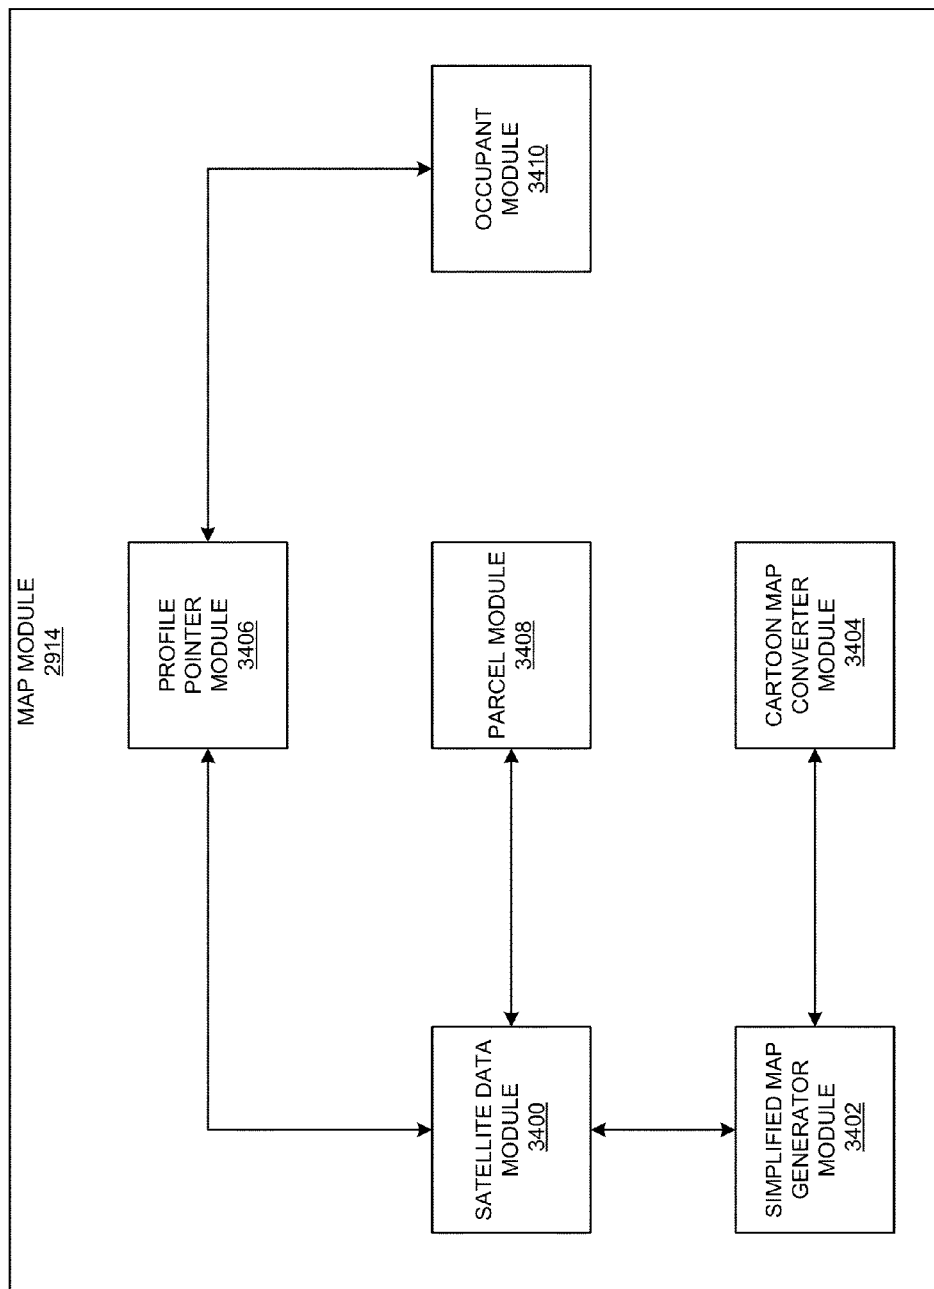 MAP MODULE
2914
PROFILE
POINTER
MODULE
3406
SATELLITE DATA
MODULE
3400
PARCEL MODULE
3408
OCCUPANT
MODULE
3410
SIMPLIFIED MAP
GENERATOR
MODULE
3402
CARTOON MAP
CONVERTER
MODULE
3404